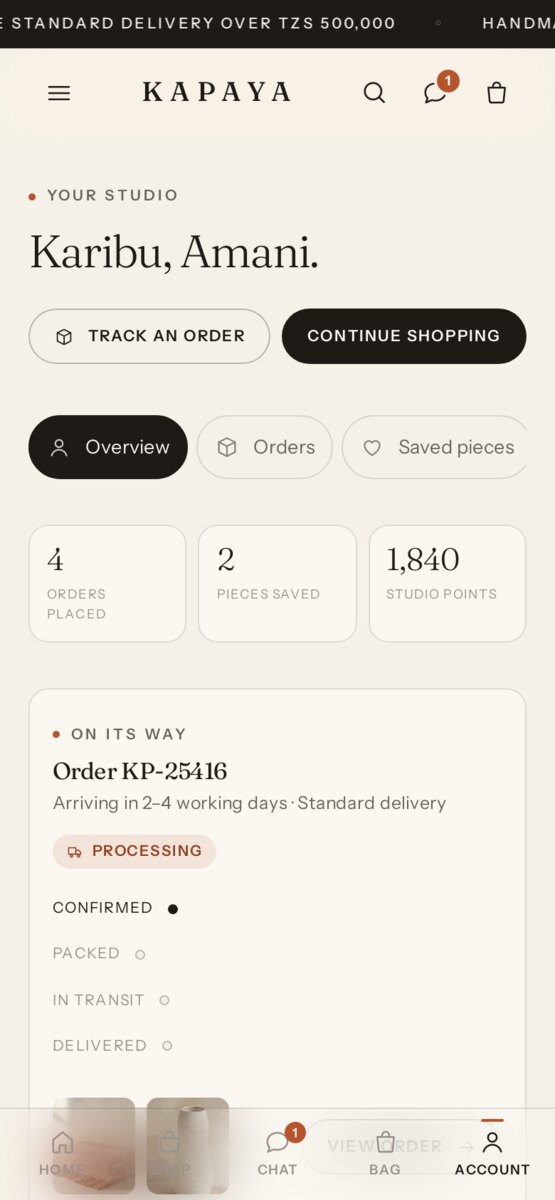 E STANDARD DELIVERY OVER TZS 500,000 HANDMA
KAPAYA
1
YOUR STUDIO
Karibu, Amani.
TRACK AN ORDER
CONTINUE SHOPPING
Overview
Orders
Saved pieces
4
ORDERS
PLACED
2
PIECES SAVED
1,840
STUDIO POINTS
ON ITS WAY
Order KP-25416
Arriving in 2–4 working days · Standard delivery
PROCESSING
CONFIRMED
PACKED
IN TRANSIT
DELIVERED
VIEW ORDER →
1
HOME
SHOP
CHAT
BAG
ACCOUNT